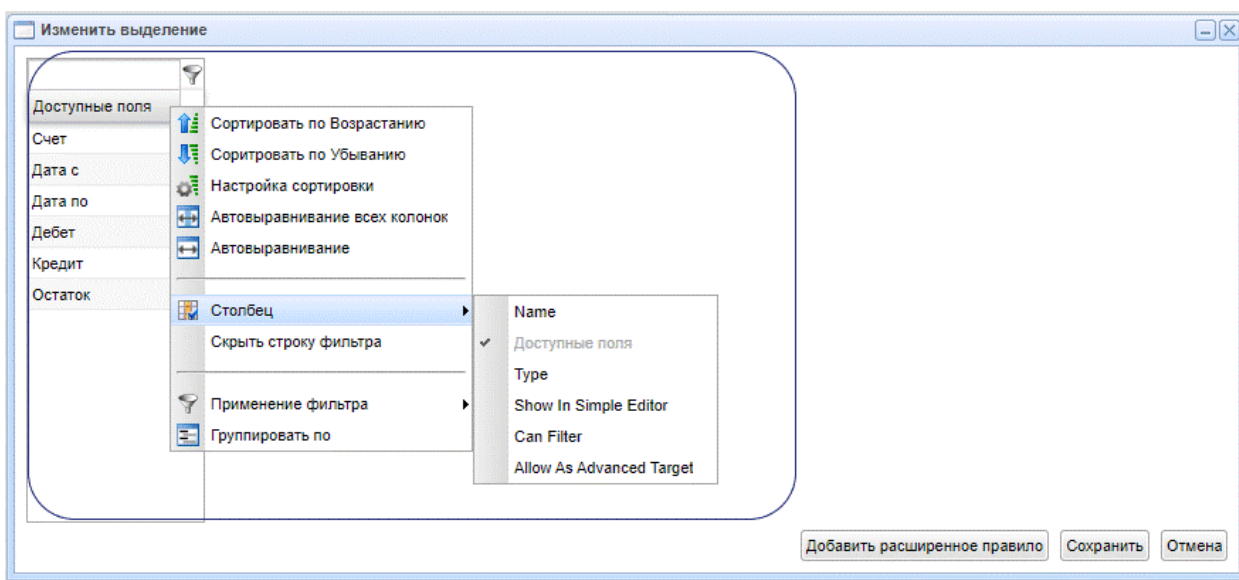 Изменить выделение
Доступные поля
Счет
Дата с
Дата по
Дебет
Кредит
Остаток
Сортировать по Возрастанию
Соритровать по Убыванию
Настройка сортировки
Автовыравнивание всех колонок
Автовыравнивание
Столбец
Скрыть строку фильтра
Применение фильтра
Группировать по
Name
Доступные поля
Type
Show In Simple Editor
Can Filter
Allow As Advanced Target
Добавить расширенное правило
Сохранить
Отмена